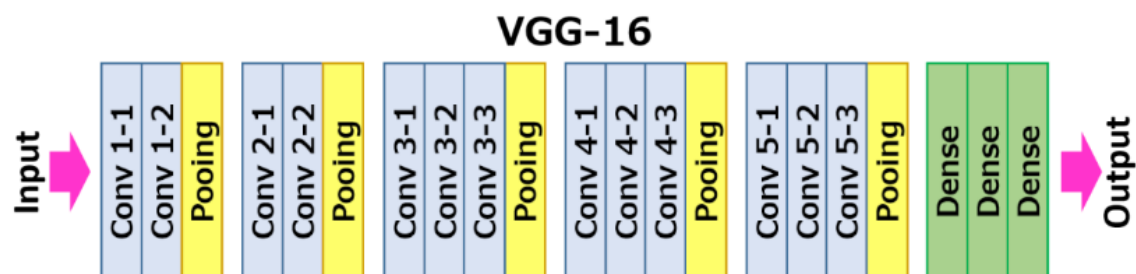 VGG-16
Input
Conv 1-1
Conv 1-2
Pooing
Conv 2-1
Conv 2-2
Pooing
Conv 3-1
Conv 3-2
Conv 3-3
Pooing
Conv 4-1
Conv 4-2
Conv 4-3
Pooing
Conv 5-1
Conv 5-2
Conv 5-3
Pooing
Dense
Dense
Dense
Output